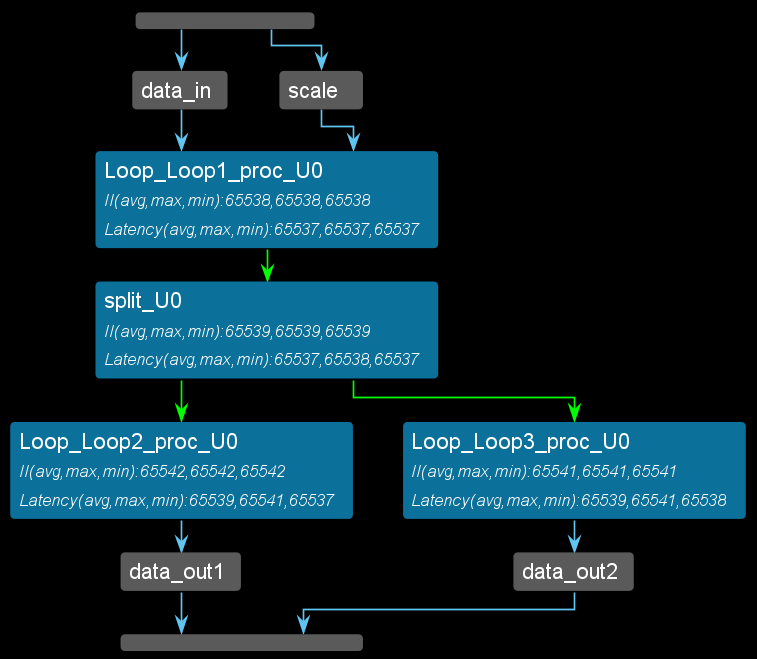 data_in
scale
Loop_Loop1_proc_U0
II(avg,max,min):65538,65538,65538
Latency(avg,max,min):65537,65537,65537
split_U0
II(avg,max,min):65539,65539,65539
Latency(avg,max,min):65537,65538,65537
Loop_Loop2_proc_U0
II(avg,max,min):65542,65542,65542
Latency(avg,max,min):65539,65541,65537
Loop_Loop3_proc_U0
II(avg,max,min):65541,65541,65541
Latency(avg,max,min):65539,65541,65538
data_out1
data_out2